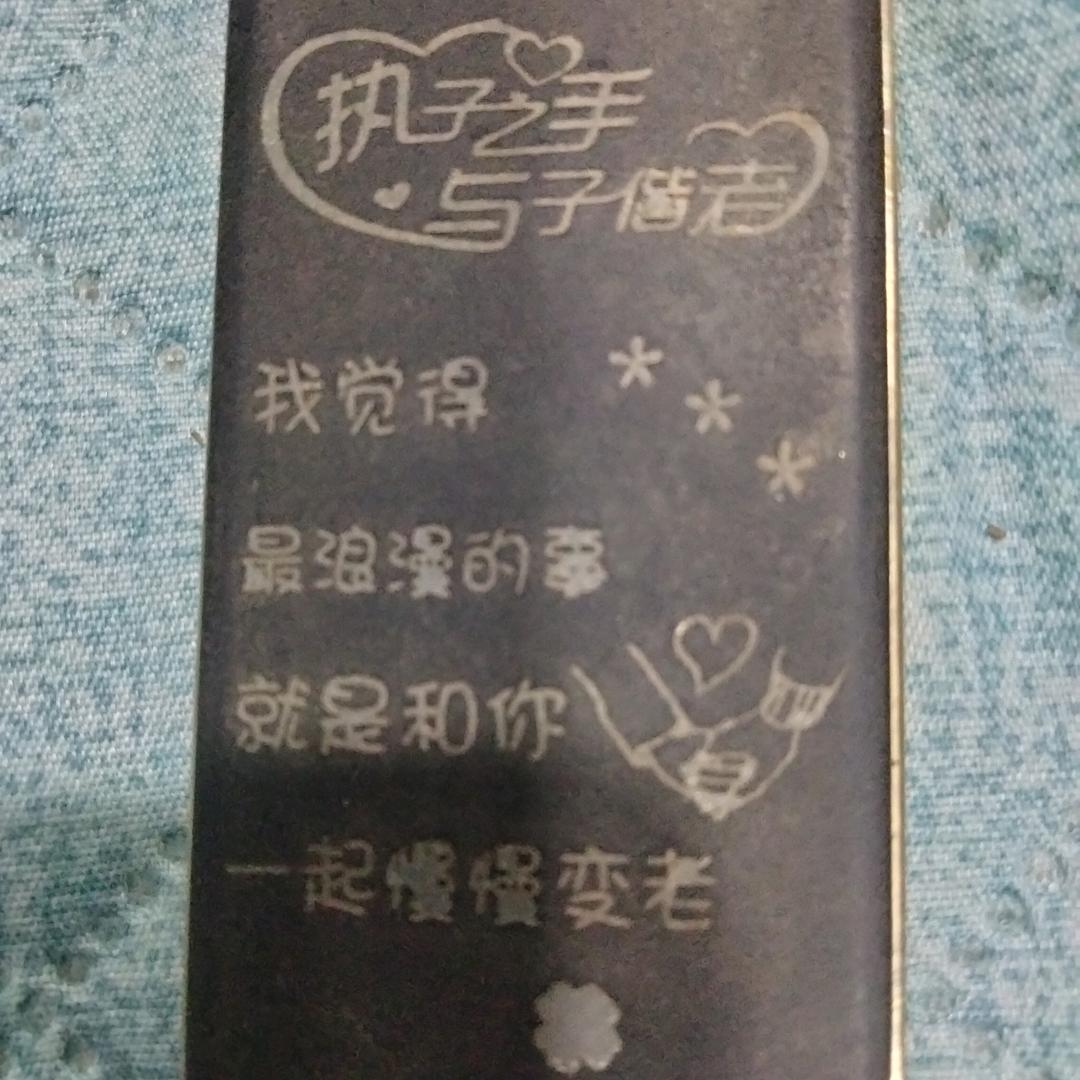 执子之手
与子偕老
我觉得
最浪漫的事
就是和你
一起慢慢变老